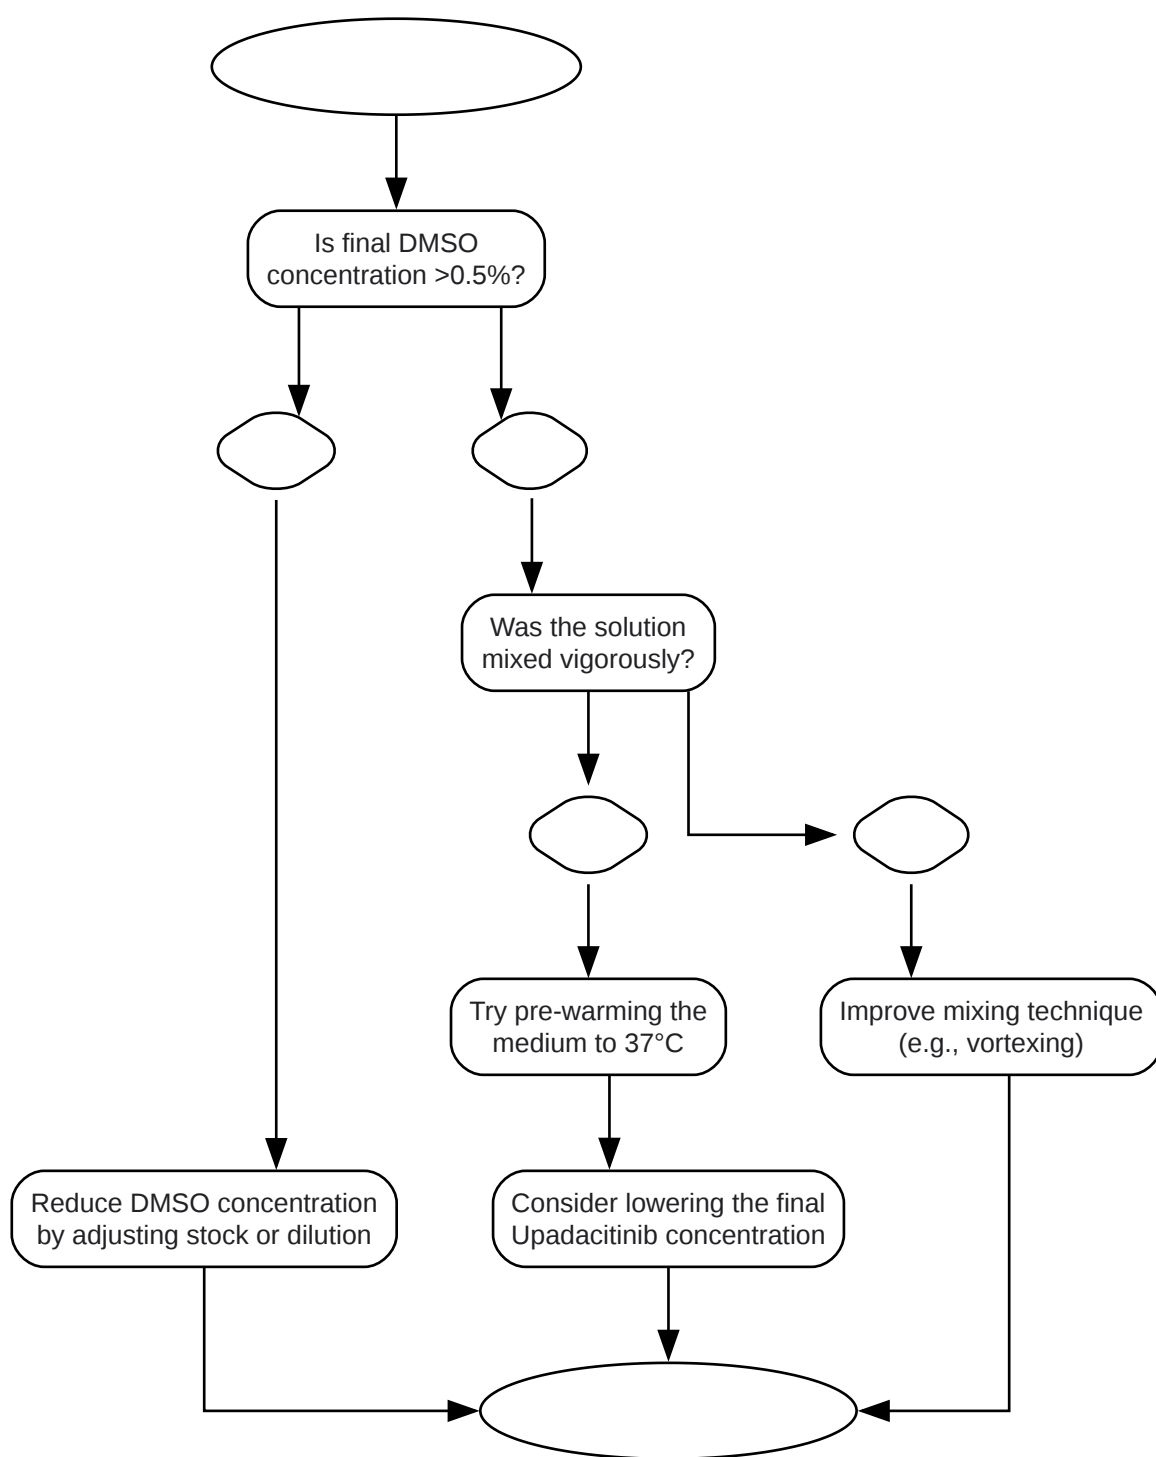 Is final DMSO
concentration >0.5%?
Was the solution
mixed vigorously?
Try pre-warming the
medium to 37°C
Improve mixing technique
(e.g., vortexing)
Reduce DMSO concentration
by adjusting stock or dilution
Consider lowering the final
Upadacitinib concentration